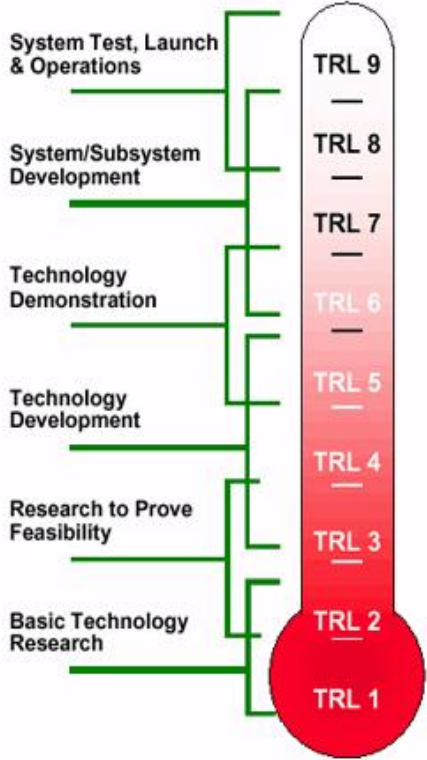 System Test, Launch
& Operations
System/Subsystem
Development
Technology
Demonstration
Technology
Development
Research to Prove
Feasibility
Basic Technology
Research
TRL 9
TRL 8
TRL 7
TRL 6
TRL 5
TRL 4
TRL 3
TRL 2
TRL 1